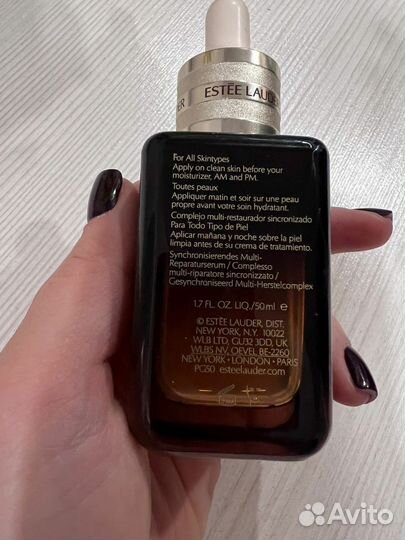 ER ESTĒE LAUDER
For All Skintypes
Apply on clean skin before your
moisturizer, AM and PM.
Toutes peaux
Appliquer matin et soir sur une peau
propre avant votre soin hydratant.
Complejo multi-restaurador sincronizado
Para Todo Tipo de Piel
Aplicar mañana y noche sobre la piel
limpia antes de su crema de tratamiento.
Synchronisierendes Multi-
Reparaturserum / Complesso
multi-riparatore sincronizzato /
Gesynchroniseerd Multi-Herstelcomplex
1.7 FL. OZ. LIQ./50 ml e
© ESTĒE LAUDER, DIST.
NEW YORK, N.Y. 10022
WLB LTD, GU32 3DD, UK
WLBS NV, OEVEL BE-2260
NEW YORK • LONDON • PARIS
PG50 esteelauder.com
Avito